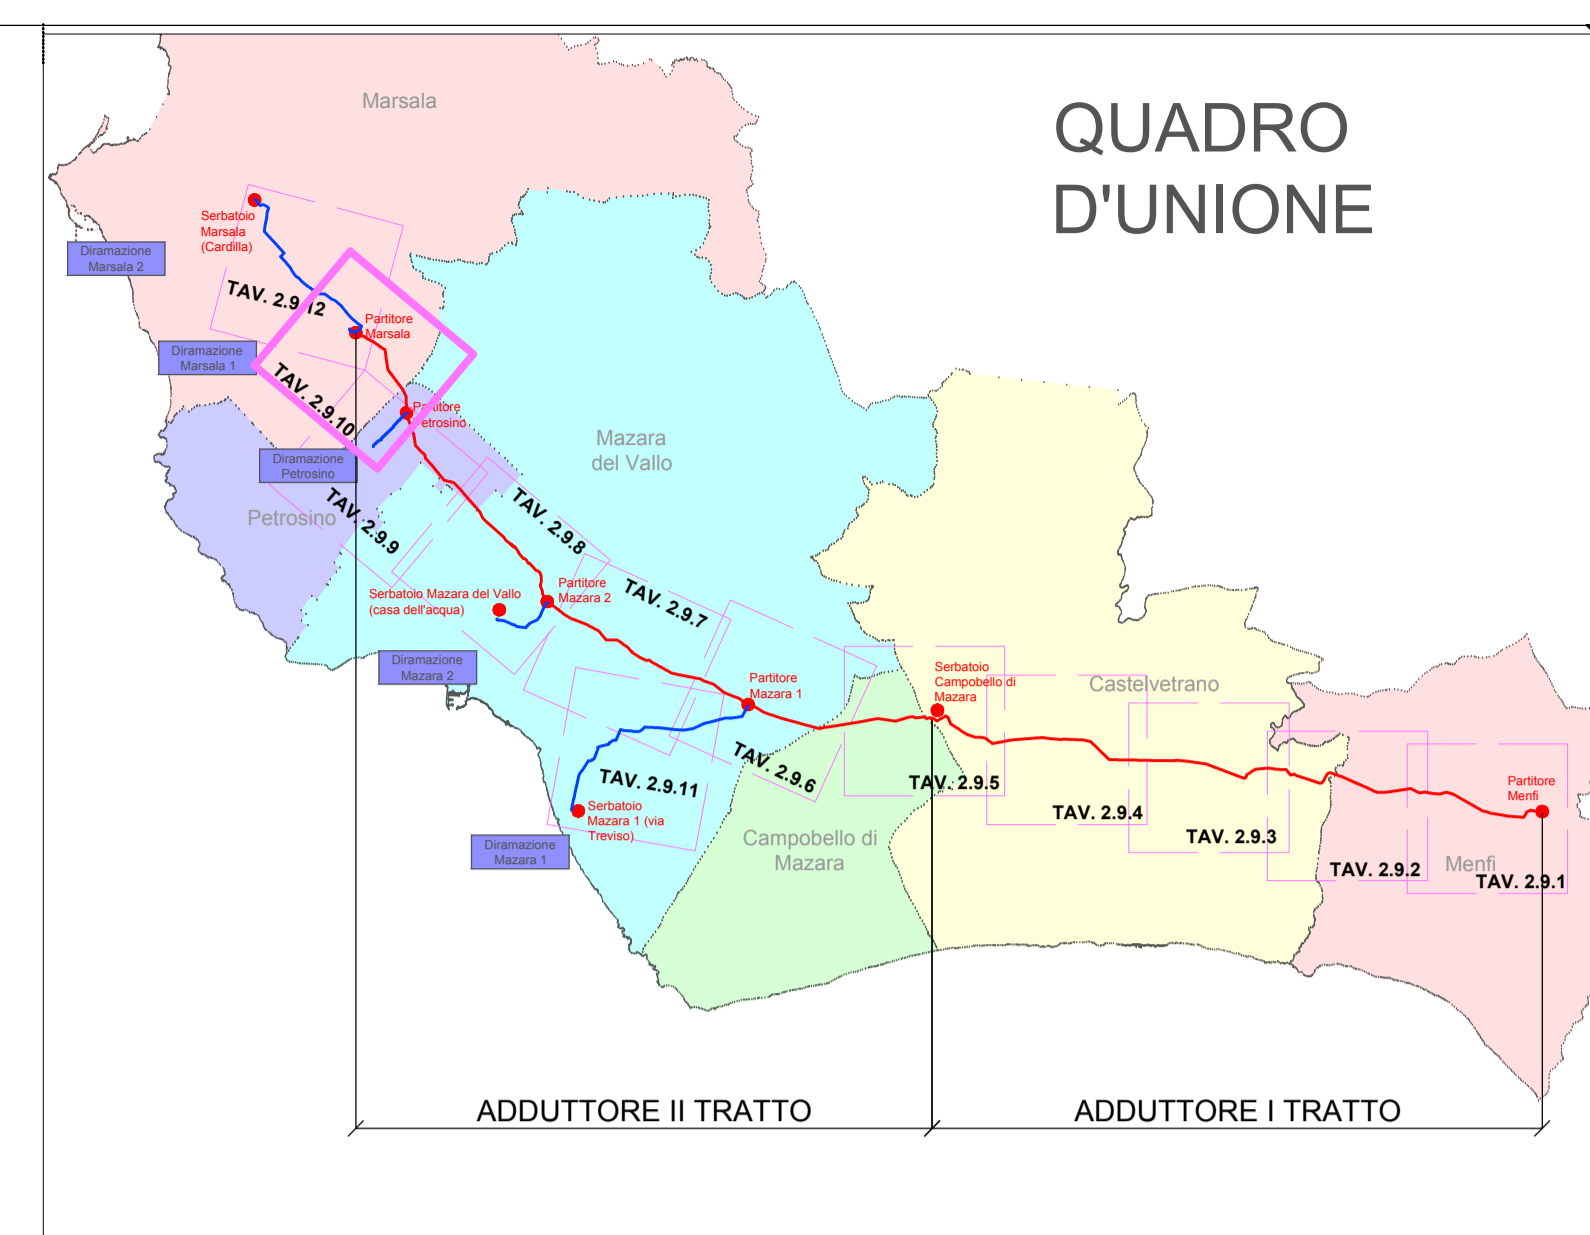 QUADRO
D'UNIONE
Marsala
Serbatoio
Marsala
(Cardilla)
Diramazione
Marsala 2
TAV. 2.9.12
Partitore
Marsala
Diramazione
Marsala 1
TAV. 2.9.10
Partitore
Petrosino
Diramazione
Petrosino
Mazara
del Vallo
Petrosino
TAV. 2.9.9
TAV. 2.9.8
Serbatoio Mazara del Vallo
(casa dell'acqua)
Partitore
Mazara 2
TAV. 2.9.7
Diramazione
Mazara 2
Partitore
Mazara 1
Serbatoio
Campobello di
Mazara
Castelvetrano
TAV. 2.9.11
TAV. 2.9.6
TAV. 2.9.5
TAV. 2.9.4
TAV. 2.9.3
TAV. 2.9.2
TAV. 2.9.1
Partitore
Menfi
Menfi
Serbatoio
Mazara 1 (via
Treviso)
Diramazione
Mazara 1
Campobello di
Mazara
ADDUTTORE II TRATTO
ADDUTTORE I TRATTO